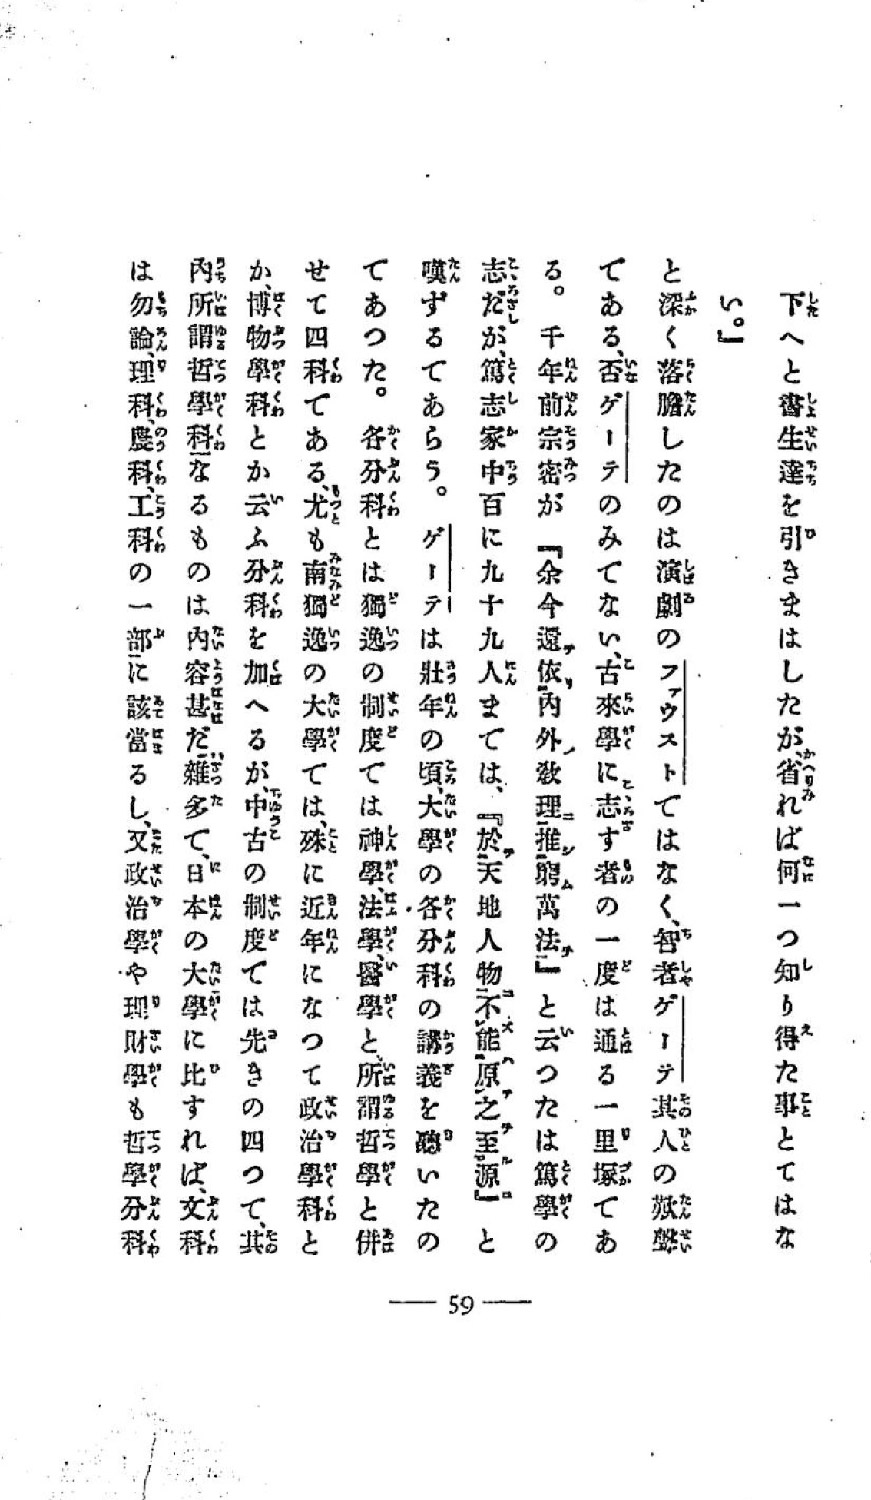 下へと書生達を引きまはしたが、省れば何一つ知り得た事とてはな
い。』
と深く落膽したのは演劇のファウストてはなく、智者ゲーテ其人の歎聲
てある、否ゲーテのみてない、古來學に志す者の一度は通る一里塚てあ
る。千年前宗密が『余今還依内外教理推窮萬法』と云つたは篤學の
志だが、篤志家中百に九十九人まては、『於天地人物不能原之至源』と
嘆ずるてあらう。ゲーテは壯年の頃、大學の各分科の講義を聽いたの
てあつた。各分科とは獨逸の制度ては神學、法學、醫學と、所謂哲學と併
せて四科てある、尤も南獨逸の大學ては、殊に近年になつて政治學科と
か、博物學科とか云ふ分科を加へるが、中古の制度ては先きの四つて、其
内所謂哲學科なるものは内容甚だ雜多て、日本の大學に比すれば、文科
は勿論、理科、農科、工科の一部に該當るし、又政治學や理財學も哲學分科
— 59 —